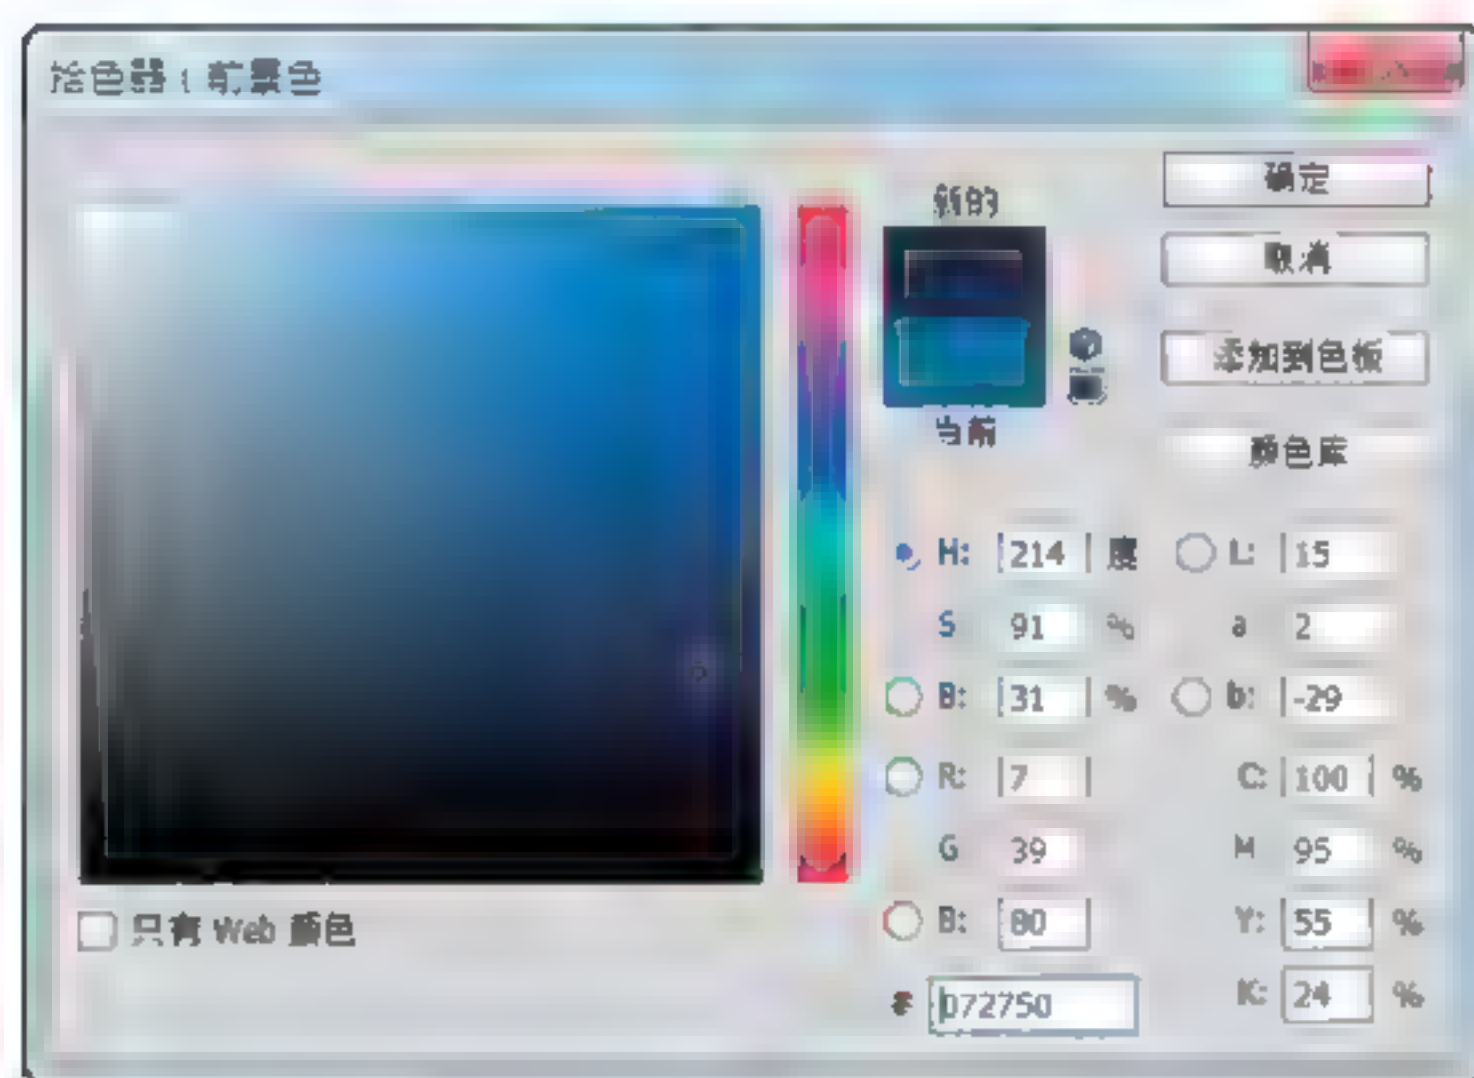 拾色器：前景色
确定
新的
取消
添加到色板
当前
颜色库
H: 214 度 L: 15
S 91 % a 2
B: 31 % b: -29
R: 7 C: 100 %
G 39 M 95 %
B: 80 Y: 55 %
只有 Web 颜色
# 072750 K: 24 %